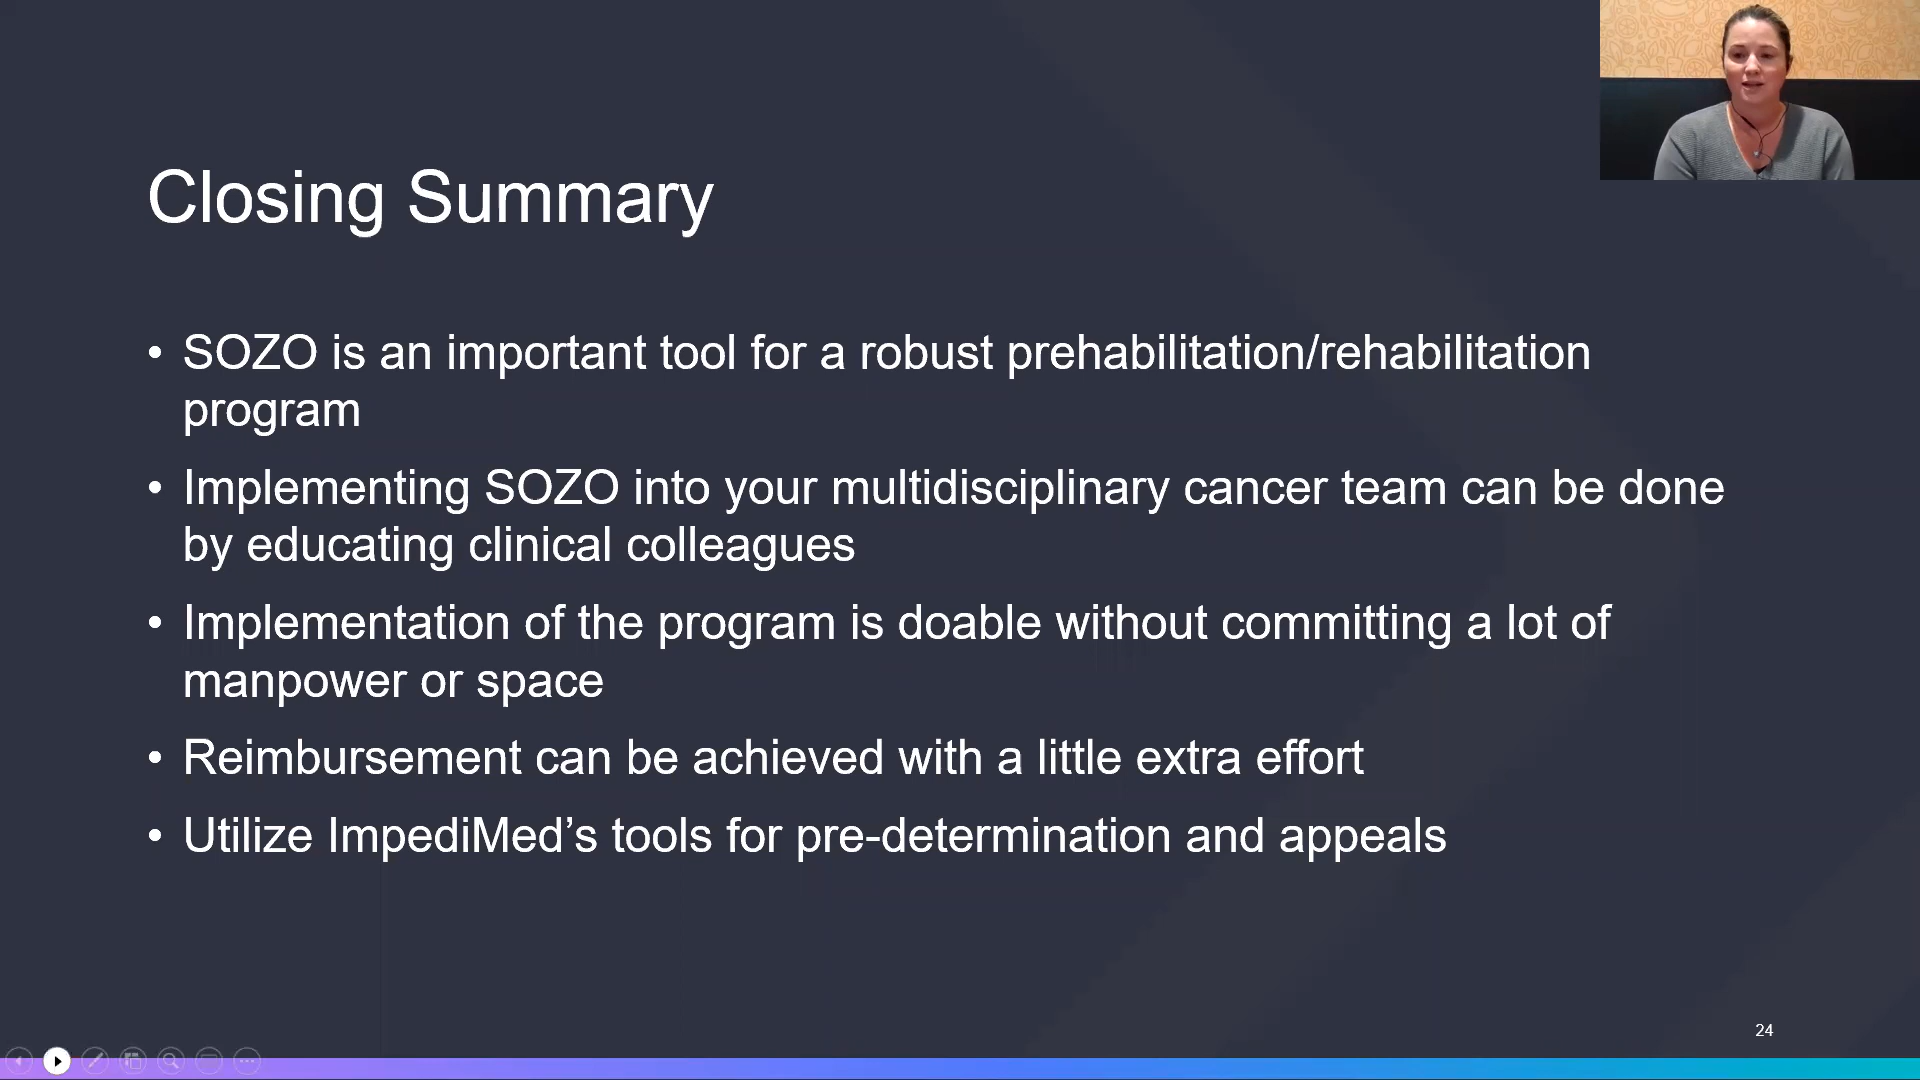 Closing Summary
• SOZO is an important tool for a robust prehabilitation/rehabilitation
program
• Implementing SOZO into your multidisciplinary cancer team can be done
by educating clinical colleagues
• Implementation of the program is doable without committing a lot of
manpower or space
• Reimbursement can be achieved with a little extra effort
• Utilize ImpediMed’s tools for pre-determination and appeals
24